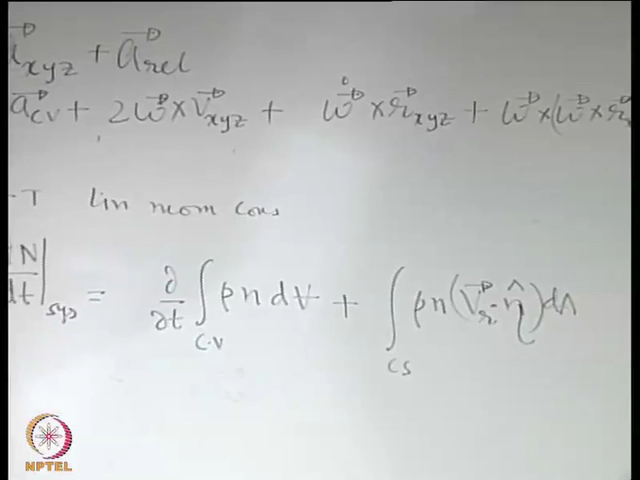 a⃗xyz + a⃗rel
a⃗CV + 2ω⃗ × V⃗xyz + ω̇⃗ × r⃗xyz + ω⃗ × (ω⃗ × r⃗
-T Lin mom cons
dN/dt|sys = ∂/∂t ∫C.V ρn dV + ∫CS ρn(V⃗r·η̂)dA
NPTEL